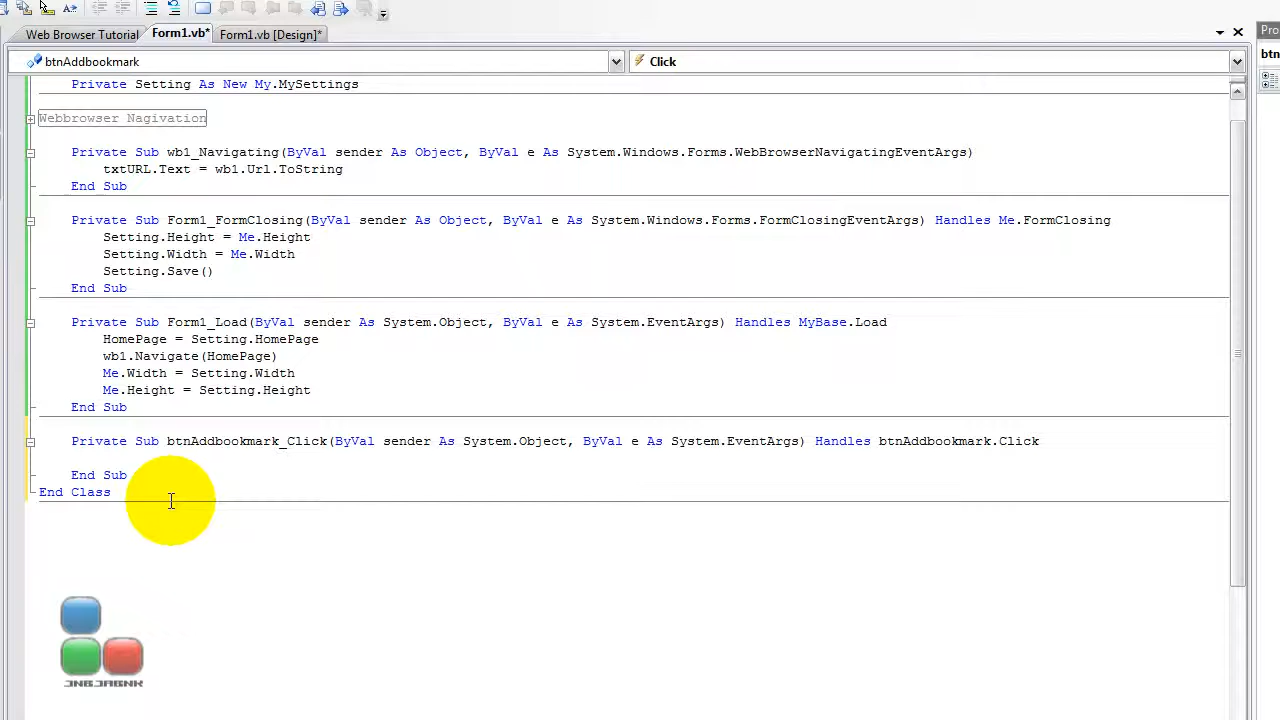 Web Browser Tutorial
Form1.vb*
Form1.vb [Design]*
Pro
btnAddbookmark
Click
btn
Private Setting As New My.MySettings
Webbrowser Nagivation
Private Sub wb1_Navigating(ByVal sender As Object, ByVal e As System.Windows.Forms.WebBrowserNavigatingEventArgs)
txtURL.Text = wb1.Url.ToString
End Sub
Private Sub Form1_FormClosing(ByVal sender As Object, ByVal e As System.Windows.Forms.FormClosingEventArgs) Handles Me.FormClosing
Setting.Height = Me.Height
Setting.Width = Me.Width
Setting.Save()
End Sub
Private Sub Form1_Load(ByVal sender As System.Object, ByVal e As System.EventArgs) Handles MyBase.Load
HomePage = Setting.HomePage
wb1.Navigate(HomePage)
Me.Width = Setting.Width
Me.Height = Setting.Height
End Sub
Private Sub btnAddbookmark_Click(ByVal sender As System.Object, ByVal e As System.EventArgs) Handles btnAddbookmark.Click
End Sub
End Class